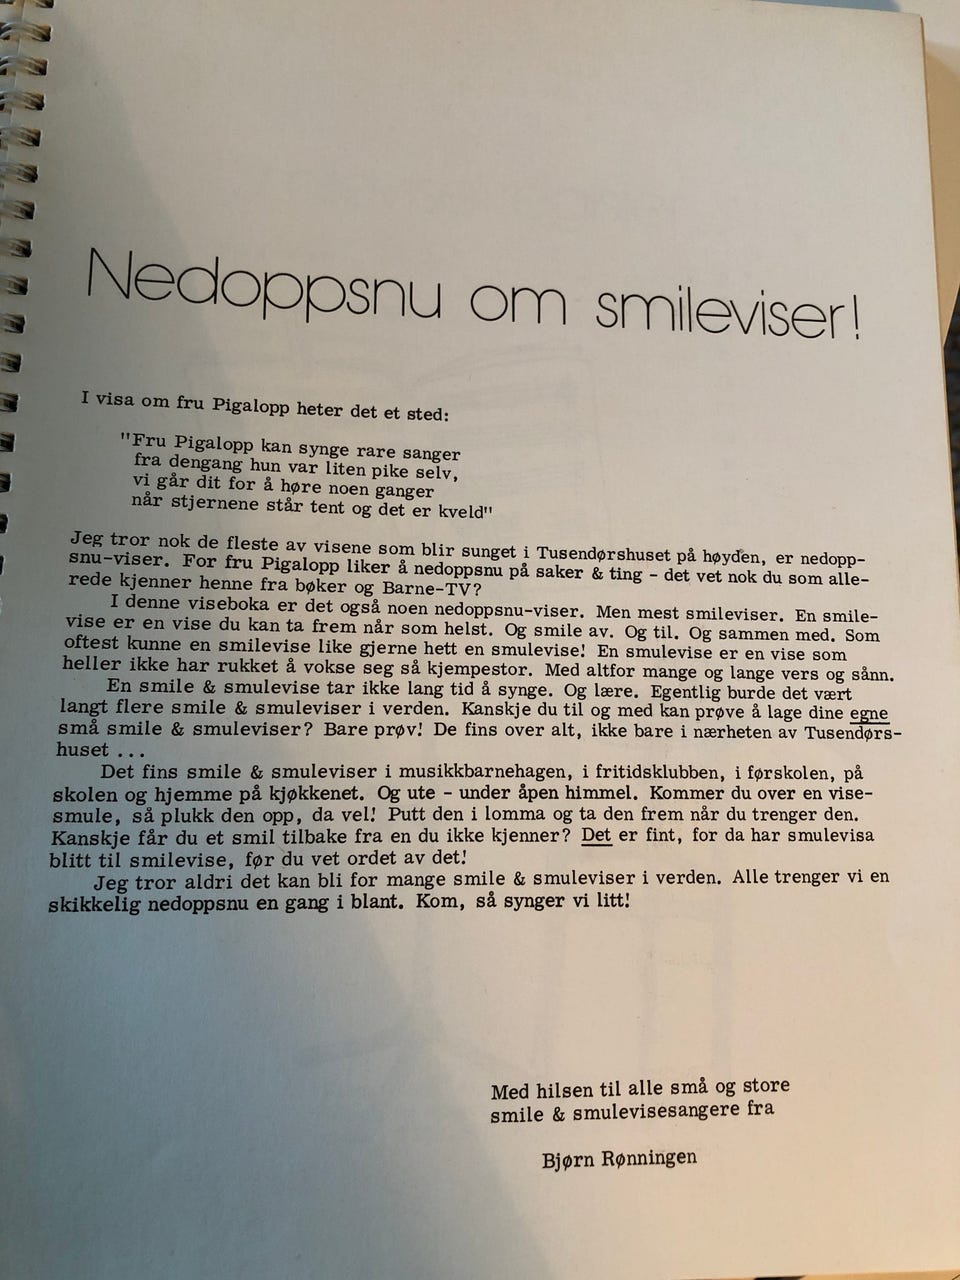 Nedoppsnu om smileviser!
I visa om fru Pigalopp heter det et sted:
"Fru Pigalopp kan synge rare sanger
fra dengang hun var liten pike selv,
vi går dit for å høre noen ganger
når stjernene står tent og det er kveld"
Jeg tror nok de fleste av visene som blir sunget i Tusendørshuset på høyden, er nedopp-
snu-viser. For fru Pigalopp liker å nedoppsnu på saker & ting - det vet nok du som alle-
rede kjenner henne fra bøker og Barne-TV?
I denne viseboka er det også noen nedoppsnu-viser. Men mest smileviser. En smile-
vise er en vise du kan ta frem når som helst. Og smile av. Og til. Og sammen med. Som
oftest kunne en smilevise like gjerne hett en smulevise! En smulevise er en vise som
heller ikke har rukket å vokse seg så kjempestor. Med altfor mange og lange vers og sånn.
En smile & smulevise tar ikke lang tid å synge. Og lære. Egentlig burde det vært
langt flere smile & smuleviser i verden. Kanskje du til og med kan prøve å lage dine egne
små smile & smuleviser? Bare prøv! De fins over alt, ikke bare i nærheten av Tusendørs-
huset ...
Det fins smile & smuleviser i musikkbarnehagen, i fritidsklubben, i førskolen, på
skolen og hjemme på kjøkkenet. Og ute - under åpen himmel. Kommer du over en vise-
smule, så plukk den opp, da vel! Putt den i lomma og ta den frem når du trenger den.
Kanskje får du et smil tilbake fra en du ikke kjenner? Det er fint, for da har smulevisa
blitt til smilevise, før du vet ordet av det!
Jeg tror aldri det kan bli for mange smile & smuleviser i verden. Alle trenger vi en
skikkelig nedoppsnu en gang i blant. Kom, så synger vi litt!
Med hilsen til alle små og store
smile & smulevisesangere fra
Bjørn Rønningen